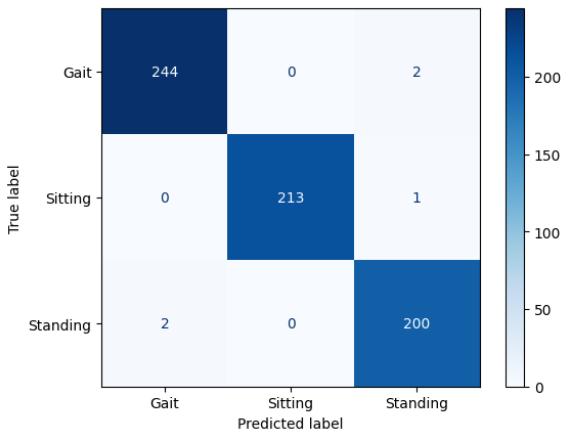 Gait 244 0 2
Sitting 0 213 1
Standing 2 0 200
Gait Sitting Standing
Predicted label
True label
200
150
100
50
0